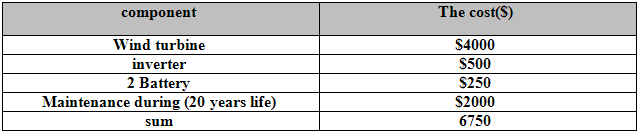 component The cost($)
Wind turbine $4000
inverter $500
2 Battery $250
Maintenance during (20 years life) $2000
sum 6750